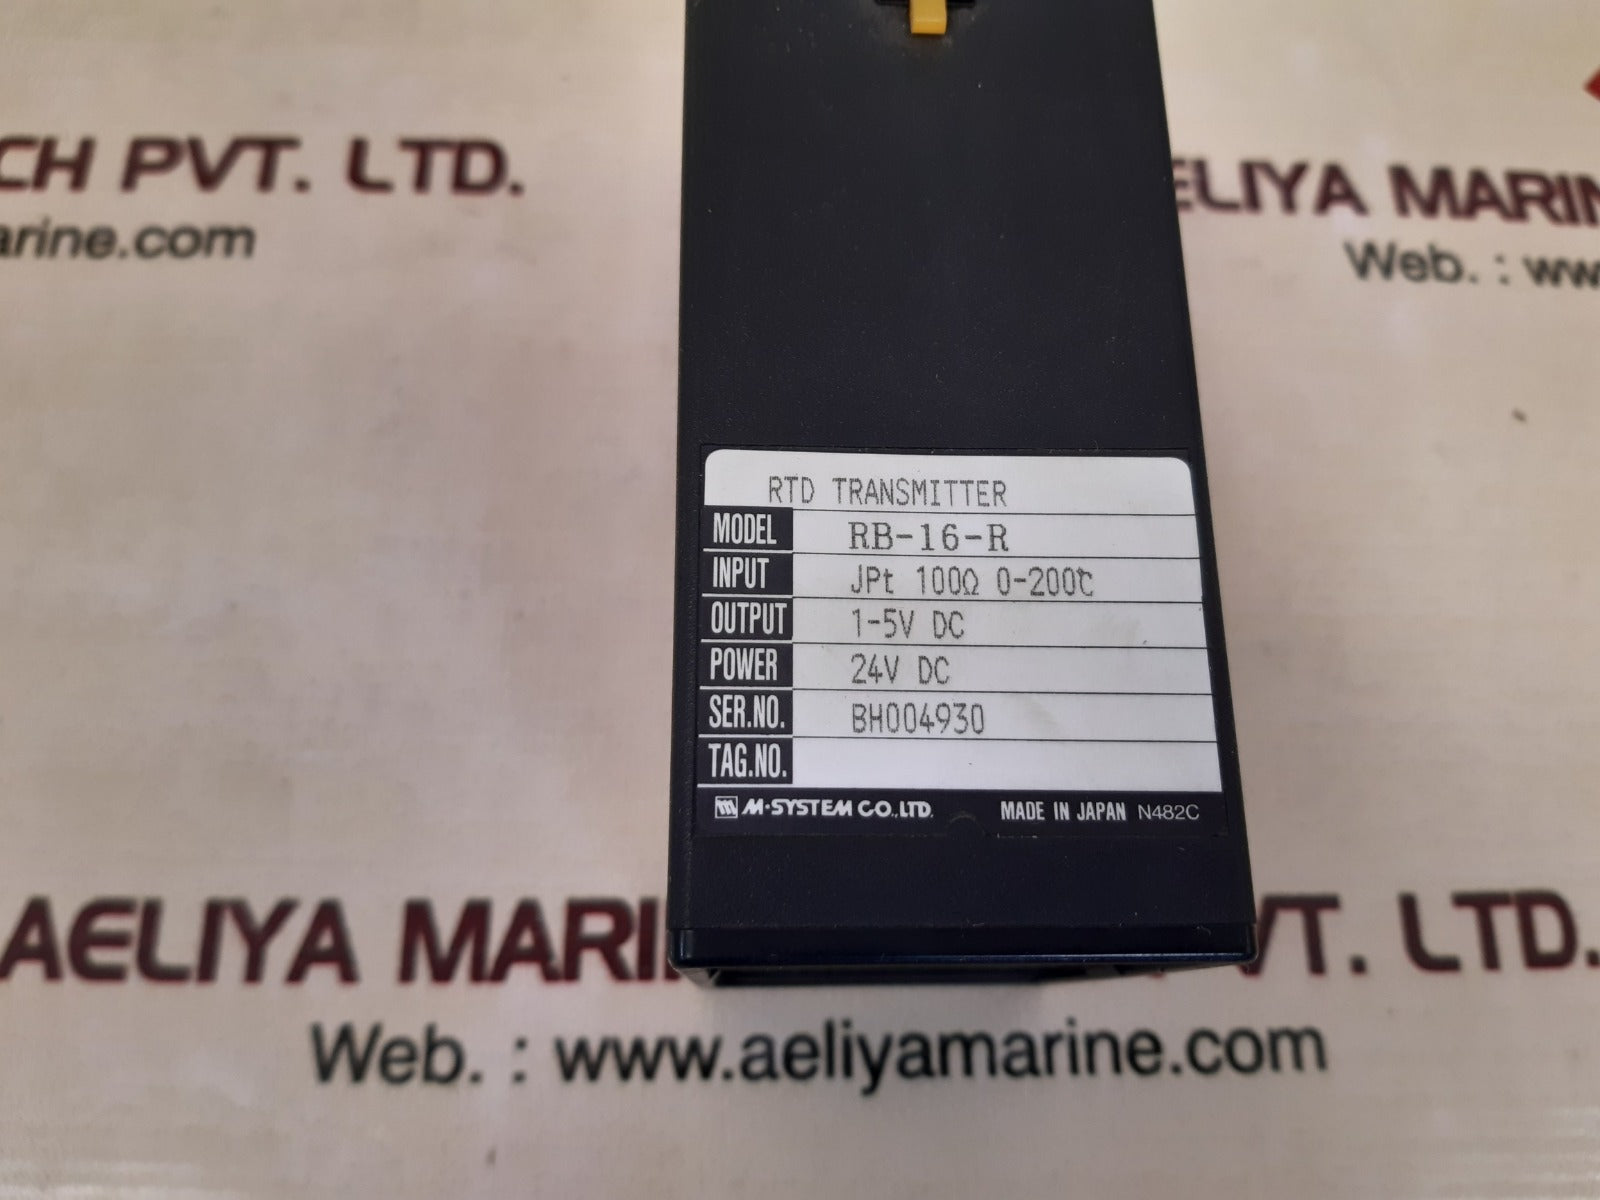 CH PVT. LTD.
arine.com
ELIYA MARIN
Web. : ww
RTD TRANSMITTER
MODEL RB-16-R
INPUT JPt 100Ω 0-200℃
OUTPUT 1-5V DC
POWER 24V DC
SER.NO. BH004930
TAG.NO.
M-SYSTEM CO.,LTD. MADE IN JAPAN N482C
AELIYA MARI VT. LTD.
Web. : www.aeliyamarine.com